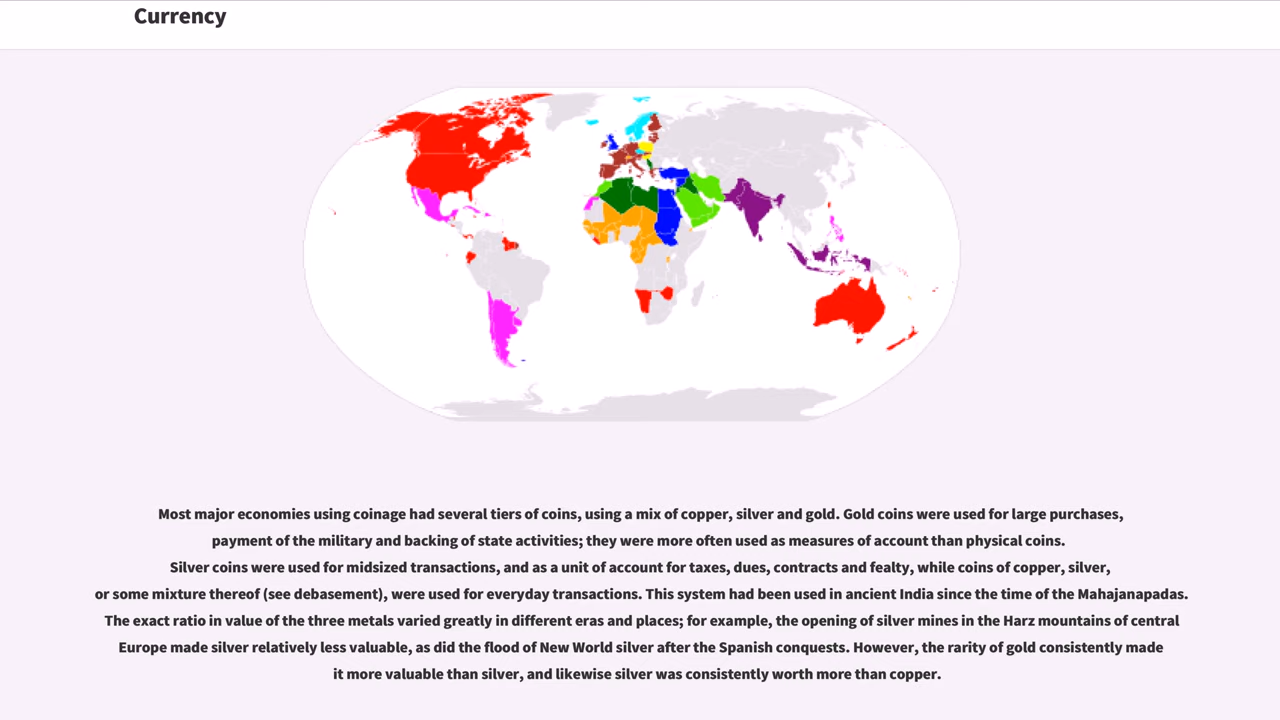 Currency
Most major economies using coinage had several tiers of coins, using a mix of copper, silver and gold. Gold coins were used for large purchases,
payment of the military and backing of state activities; they were more often used as measures of account than physical coins.
Silver coins were used for midsized transactions, and as a unit of account for taxes, dues, contracts and fealty, while coins of copper, silver,
or some mixture thereof (see debasement), were used for everyday transactions. This system had been used in ancient India since the time of the Mahajanapadas.
The exact ratio in value of the three metals varied greatly in different eras and places; for example, the opening of silver mines in the Harz mountains of central
Europe made silver relatively less valuable, as did the flood of New World silver after the Spanish conquests. However, the rarity of gold consistently made
it more valuable than silver, and likewise silver was consistently worth more than copper.